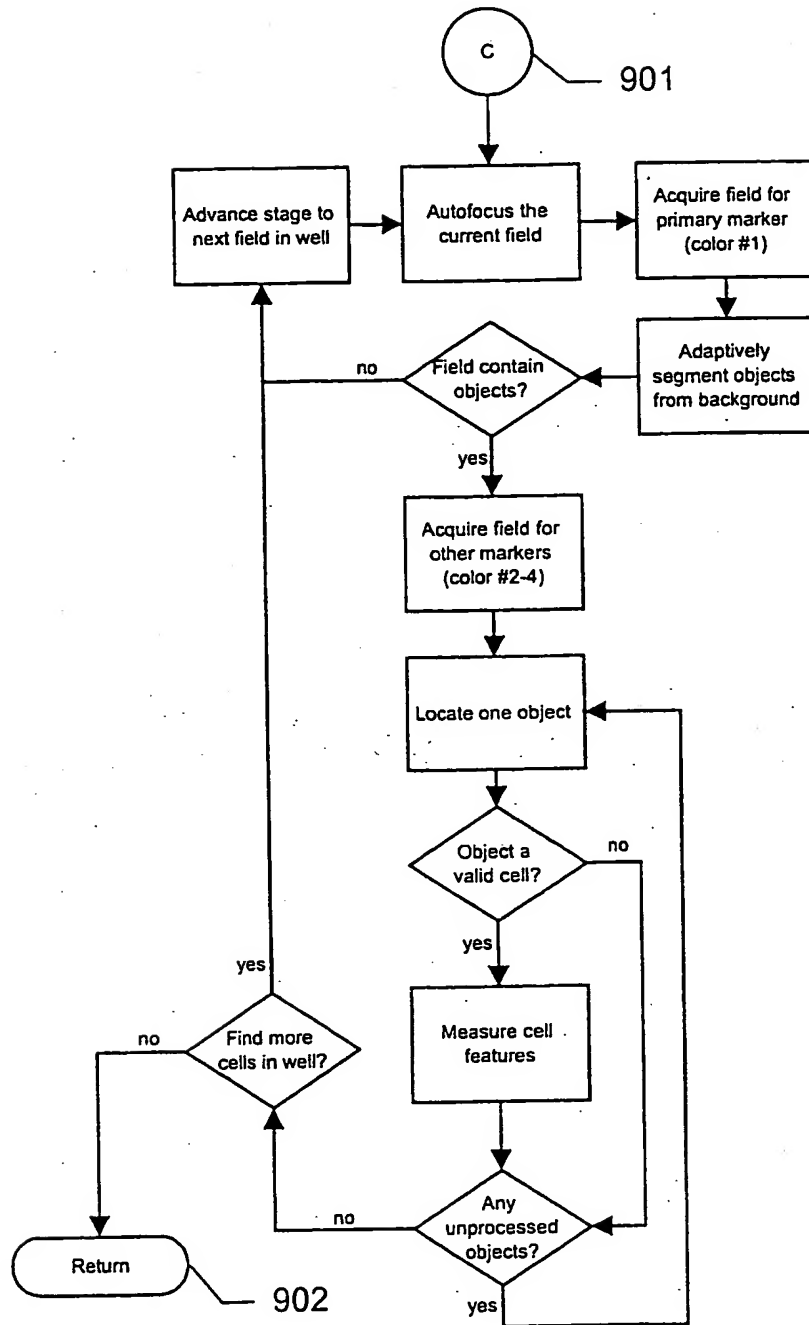 C
901
Advance stage to
next field in well
Autofocus the
current field
Acquire field for
primary marker
(color #1)
Adaptively
segment objects
from background
Field contain
objects?
no
yes
Acquire field for
other markers
(color #2-4)
Locate one object
Object a
valid cell?
no
yes
Measure cell
features
Any
unprocessed
objects?
no
yes
Find more
cells in well?
yes
no
Return
902